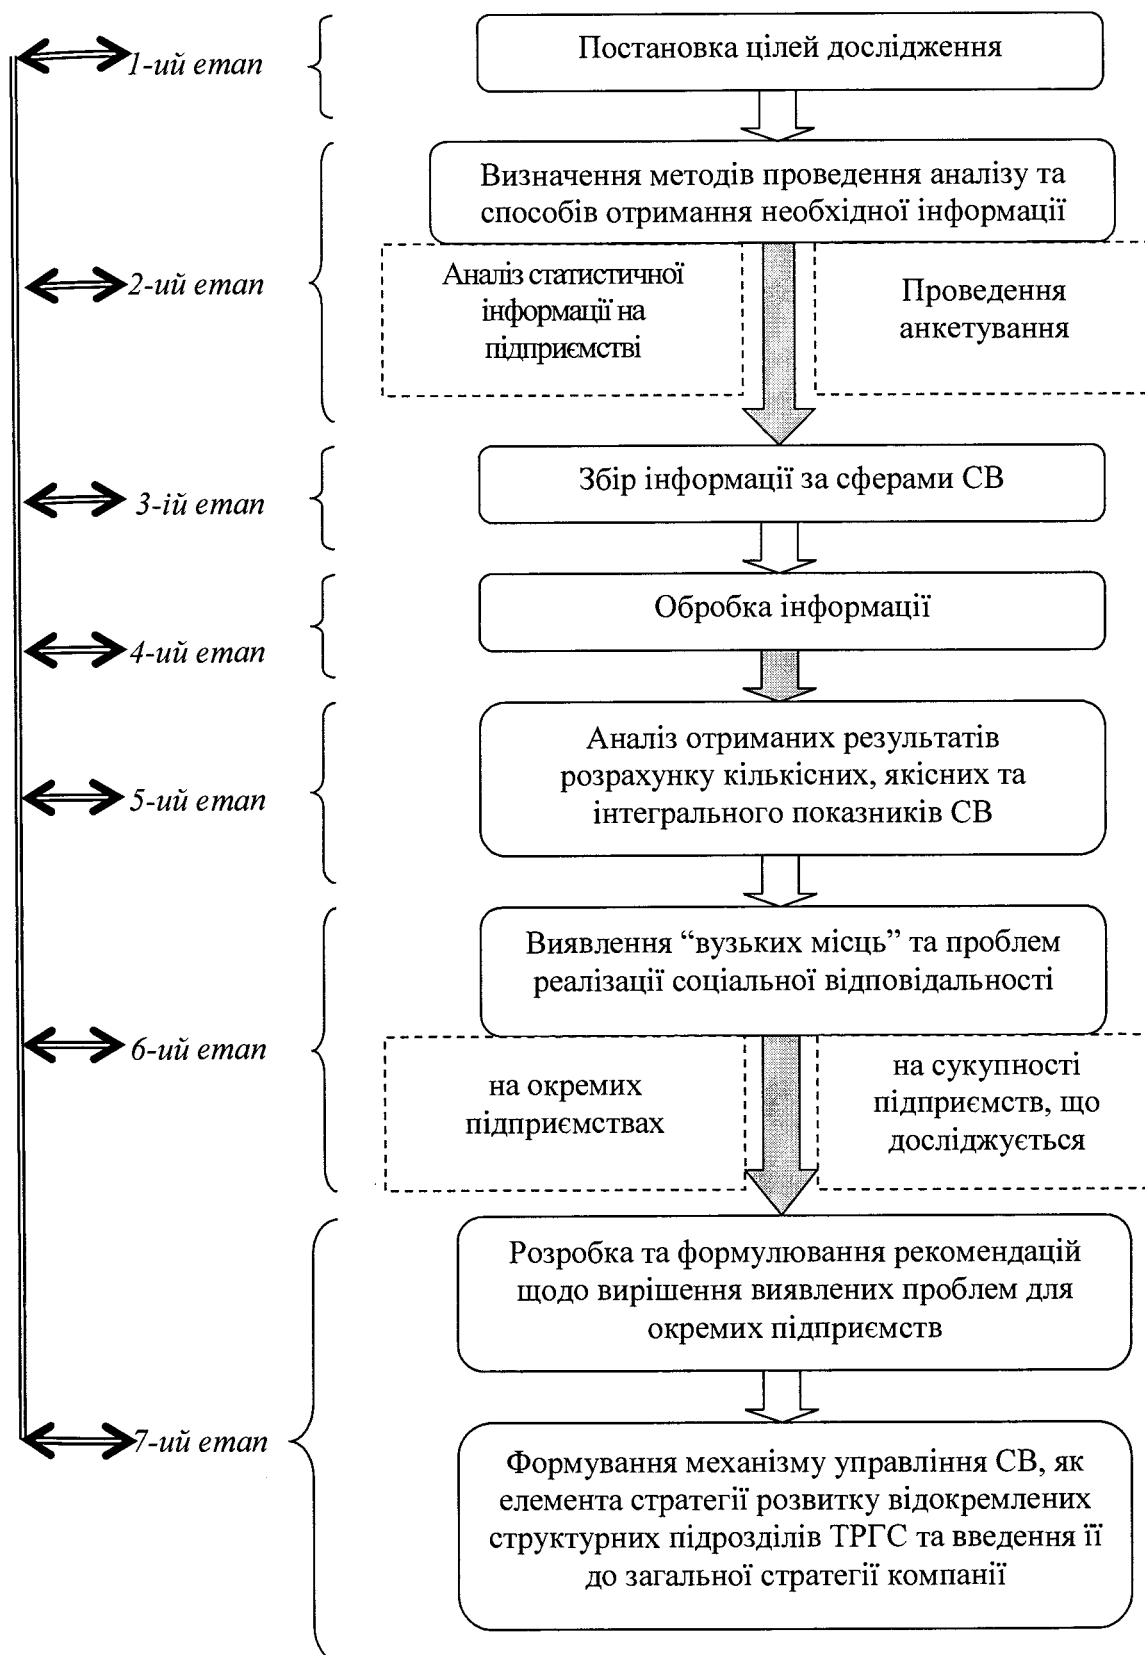 1-ий етап
Постановка цілей дослідження
2-ий етап
Визначення методів проведення аналізу та
способів отримання необхідної інформації
Аналіз статистичної
інформації на
підприємстві
Проведення
анкетування
3-ій етап
Збір інформації за сферами СВ
4-ий етап
Обробка інформації
5-ий етап
Аналіз отриманих результатів
розрахунку кількісних, якісних та
інтегрального показників СВ
6-ий етап
Виявлення “вузьких місць” та проблем
реалізації соціальної відповідальності
на окремих
підприємствах
на сукупності
підприємств, що
досліджується
7-ий етап
Розробка та формулювання рекомендацій
щодо вирішення виявлених проблем для
окремих підприємств
Формування механізму управління СВ, як
елемента стратегії розвитку відокремлених
структурних підрозділів ТРГС та введення її
до загальної стратегії компанії